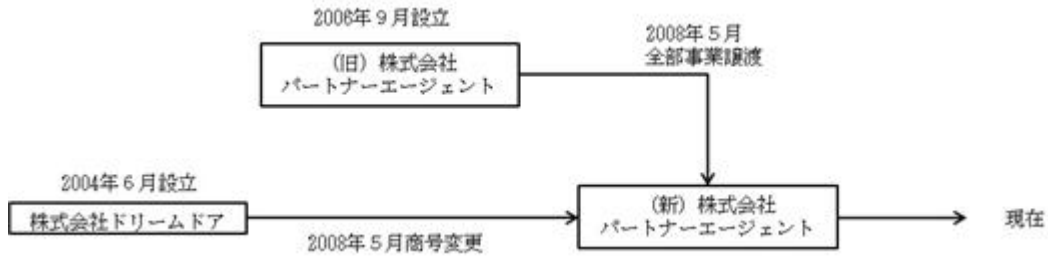 2006年９月設立
(旧) 株式会社
パートナーエージェント
2008年５月
全部事業譲渡
2004年６月設立
株式会社ドリームドア
2008年５月商号変更
(新) 株式会社
パートナーエージェント
現在